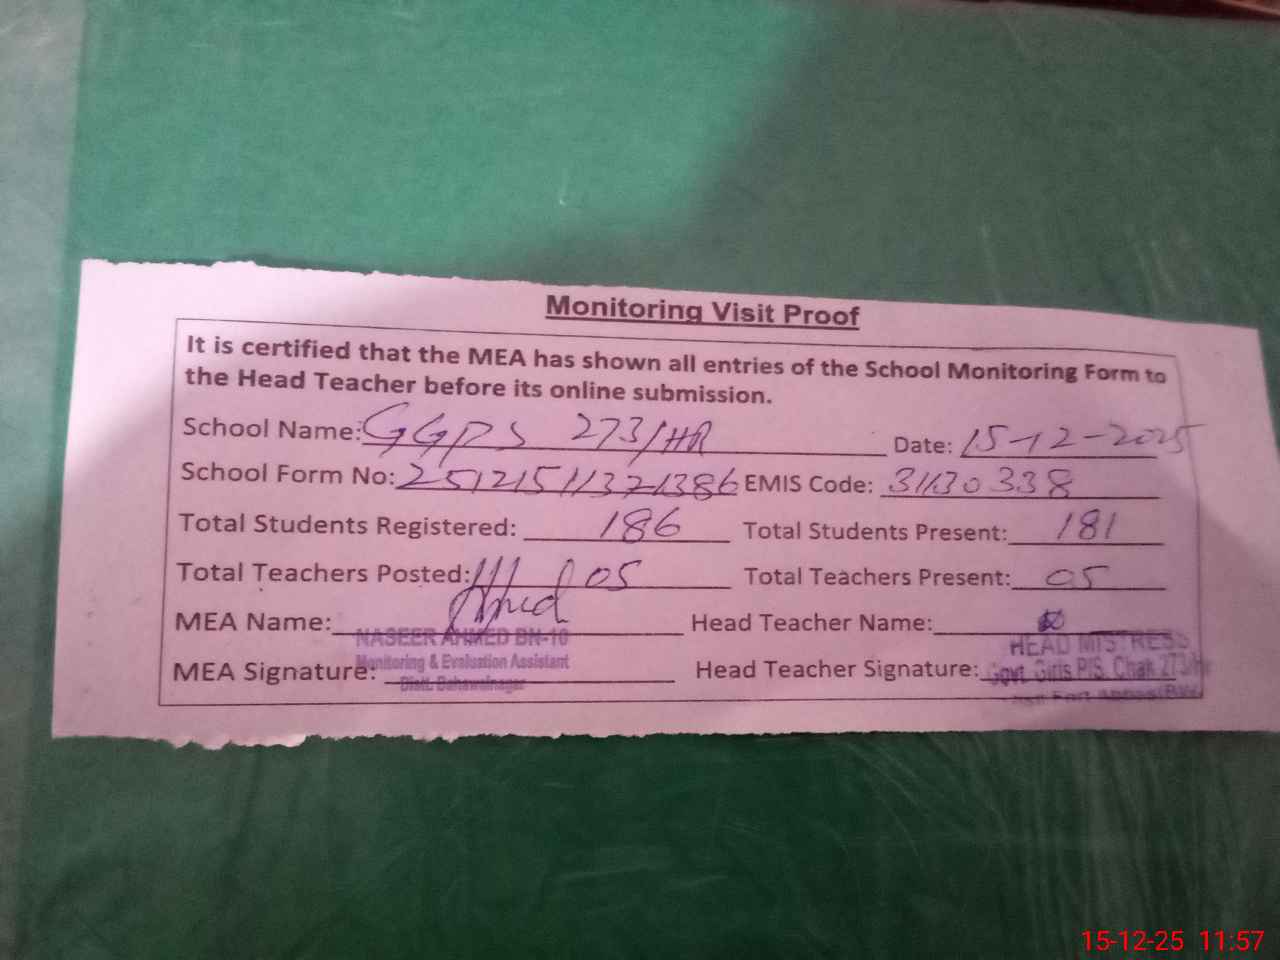 Monitoring Visit Proof
It is certified that the MEA has shown all entries of the School Monitoring Form to
the Head Teacher before its online submission.
School Name: GGPS 273/HR Date: 15-12-2025
School Form No: 25121511371386 EMIS Code: 31130338
Total Students Registered: 186 Total Students Present: 181
Total Teachers Posted: 05 Total Teachers Present: 05
MEA Name: Head Teacher Name:
NASEER AHMED BN-10 HEAD MISTRESS
Monitoring & Evaluation Assistant Govt. Girls P/S. Chak 273/H
MEA Signature: Head Teacher Signature:
Distt. Bahawalnagar
15-12-25 11:57